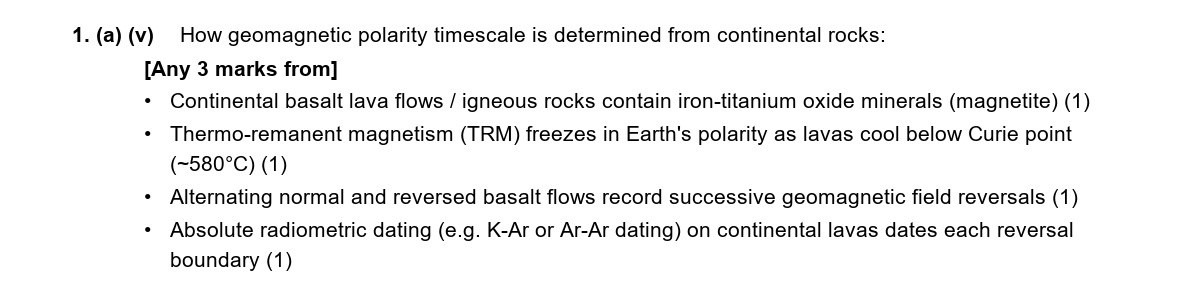 1. (a) (v) How geomagnetic polarity timescale is determined from continental rocks:
[Any 3 marks from]
• Continental basalt lava flows / igneous rocks contain iron-titanium oxide minerals (magnetite) (1)
• Thermo-remanent magnetism (TRM) freezes in Earth's polarity as lavas cool below Curie point
(~580°C) (1)
• Alternating normal and reversed basalt flows record successive geomagnetic field reversals (1)
• Absolute radiometric dating (e.g. K-Ar or Ar-Ar dating) on continental lavas dates each reversal
boundary (1)